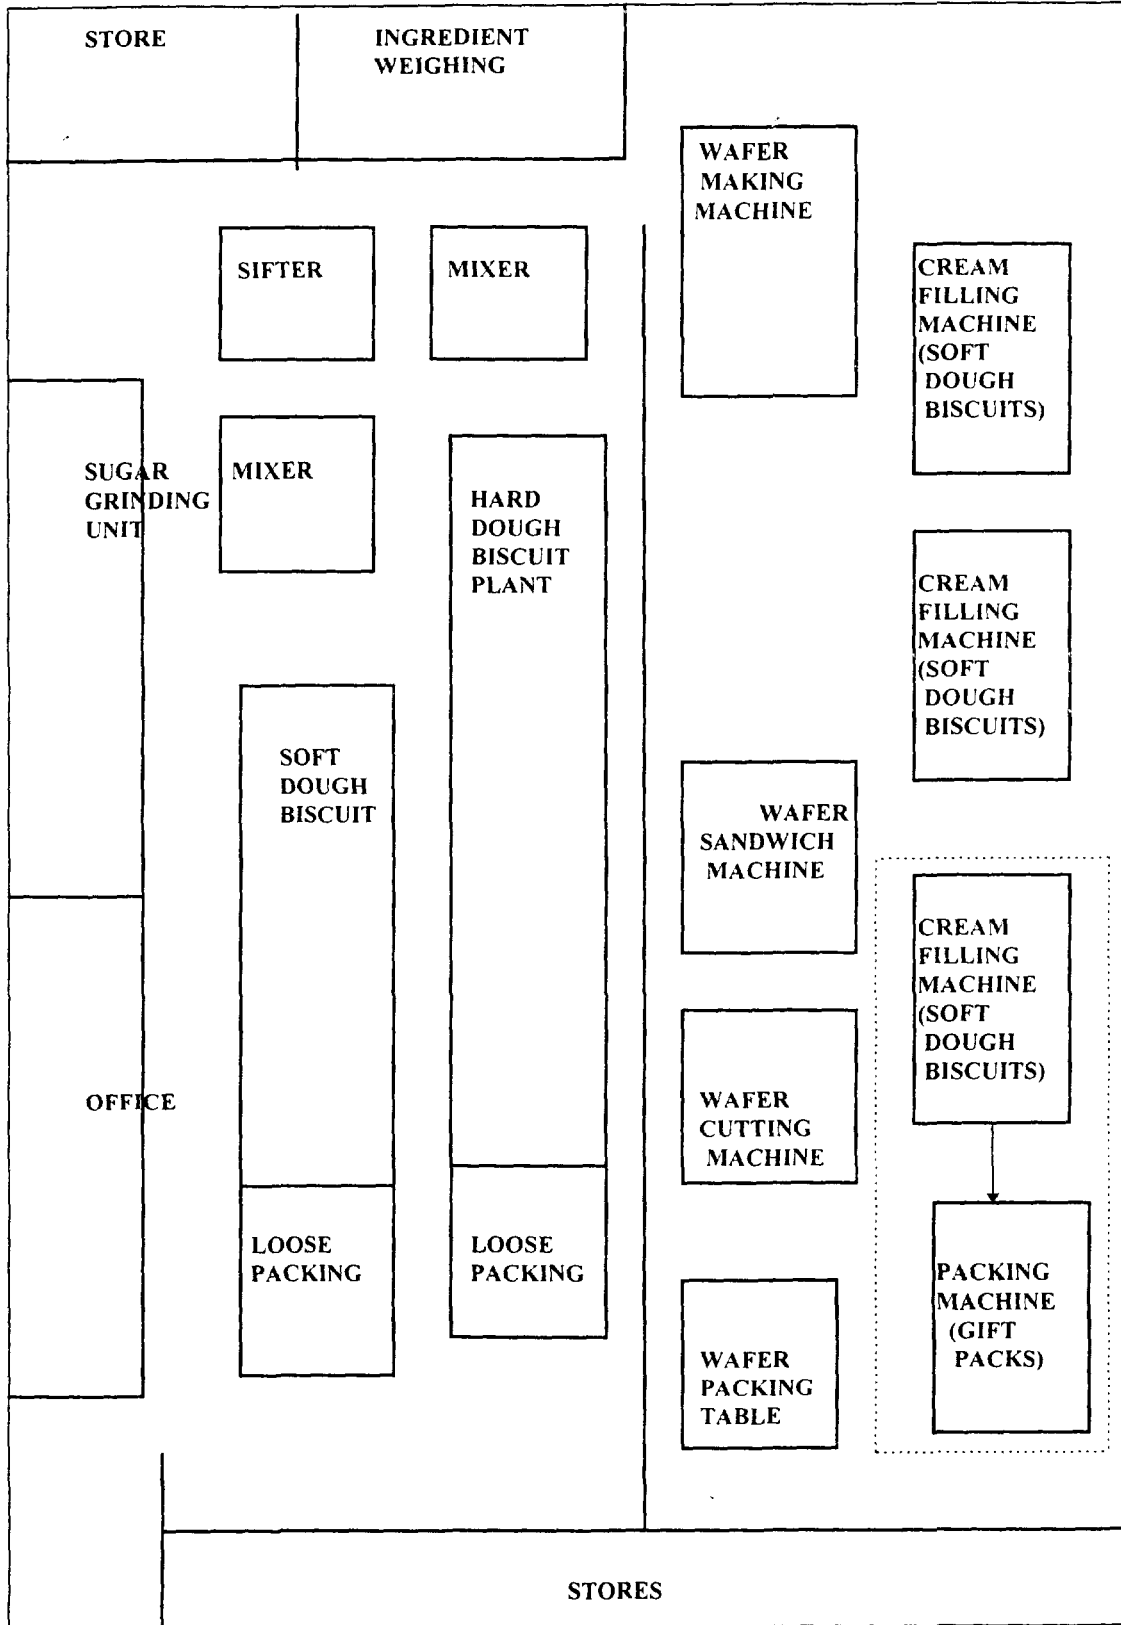 STORE
INGREDIENT
WEIGHING
WAFER
MAKING
MACHINE
SIFTER
MIXER
CREAM
FILLING
MACHINE
(SOFT
DOUGH
BISCUITS)
SUGAR
GRINDING
UNIT
MIXER
HARD
DOUGH
BISCUIT
PLANT
CREAM
FILLING
MACHINE
(SOFT
DOUGH
BISCUITS)
SOFT
DOUGH
BISCUIT
WAFER
SANDWICH
MACHINE
CREAM
FILLING
MACHINE
(SOFT
DOUGH
BISCUITS)
OFFICE
WAFER
CUTTING
MACHINE
LOOSE
PACKING
LOOSE
PACKING
PACKING
MACHINE
(GIFT
PACKS)
WAFER
PACKING
TABLE
STORES